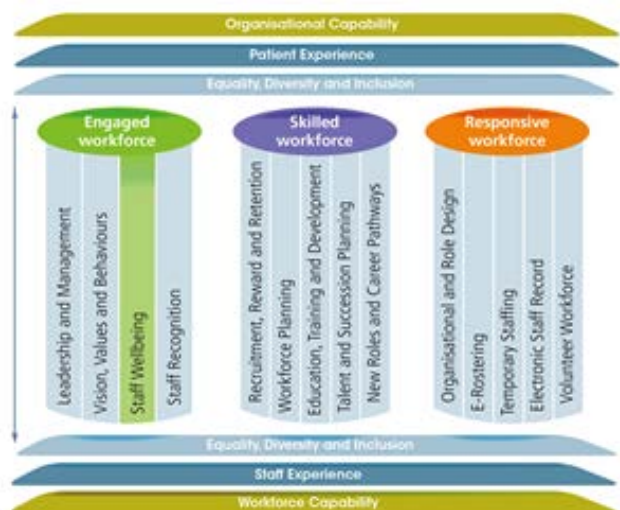 Organisational Capability
Patient Experience
Equality, Diversity and Inclusion
Engaged
workforce
Leadership and Management
Vision, Values and Behaviours
Staff Wellbeing
Staff Recognition
Skilled
workforce
Recruitment, Reward and Retention
Workforce Planning
Education, Training and Development
Talent and Succession Planning
New Roles and Career Pathways
Responsive
workforce
Organisational and Role Design
E-Rostering
Temporary Staffing
Electronic Staff Record
Volunteer Workforce
Equality, Diversity and Inclusion
Staff Experience
Workforce Capability